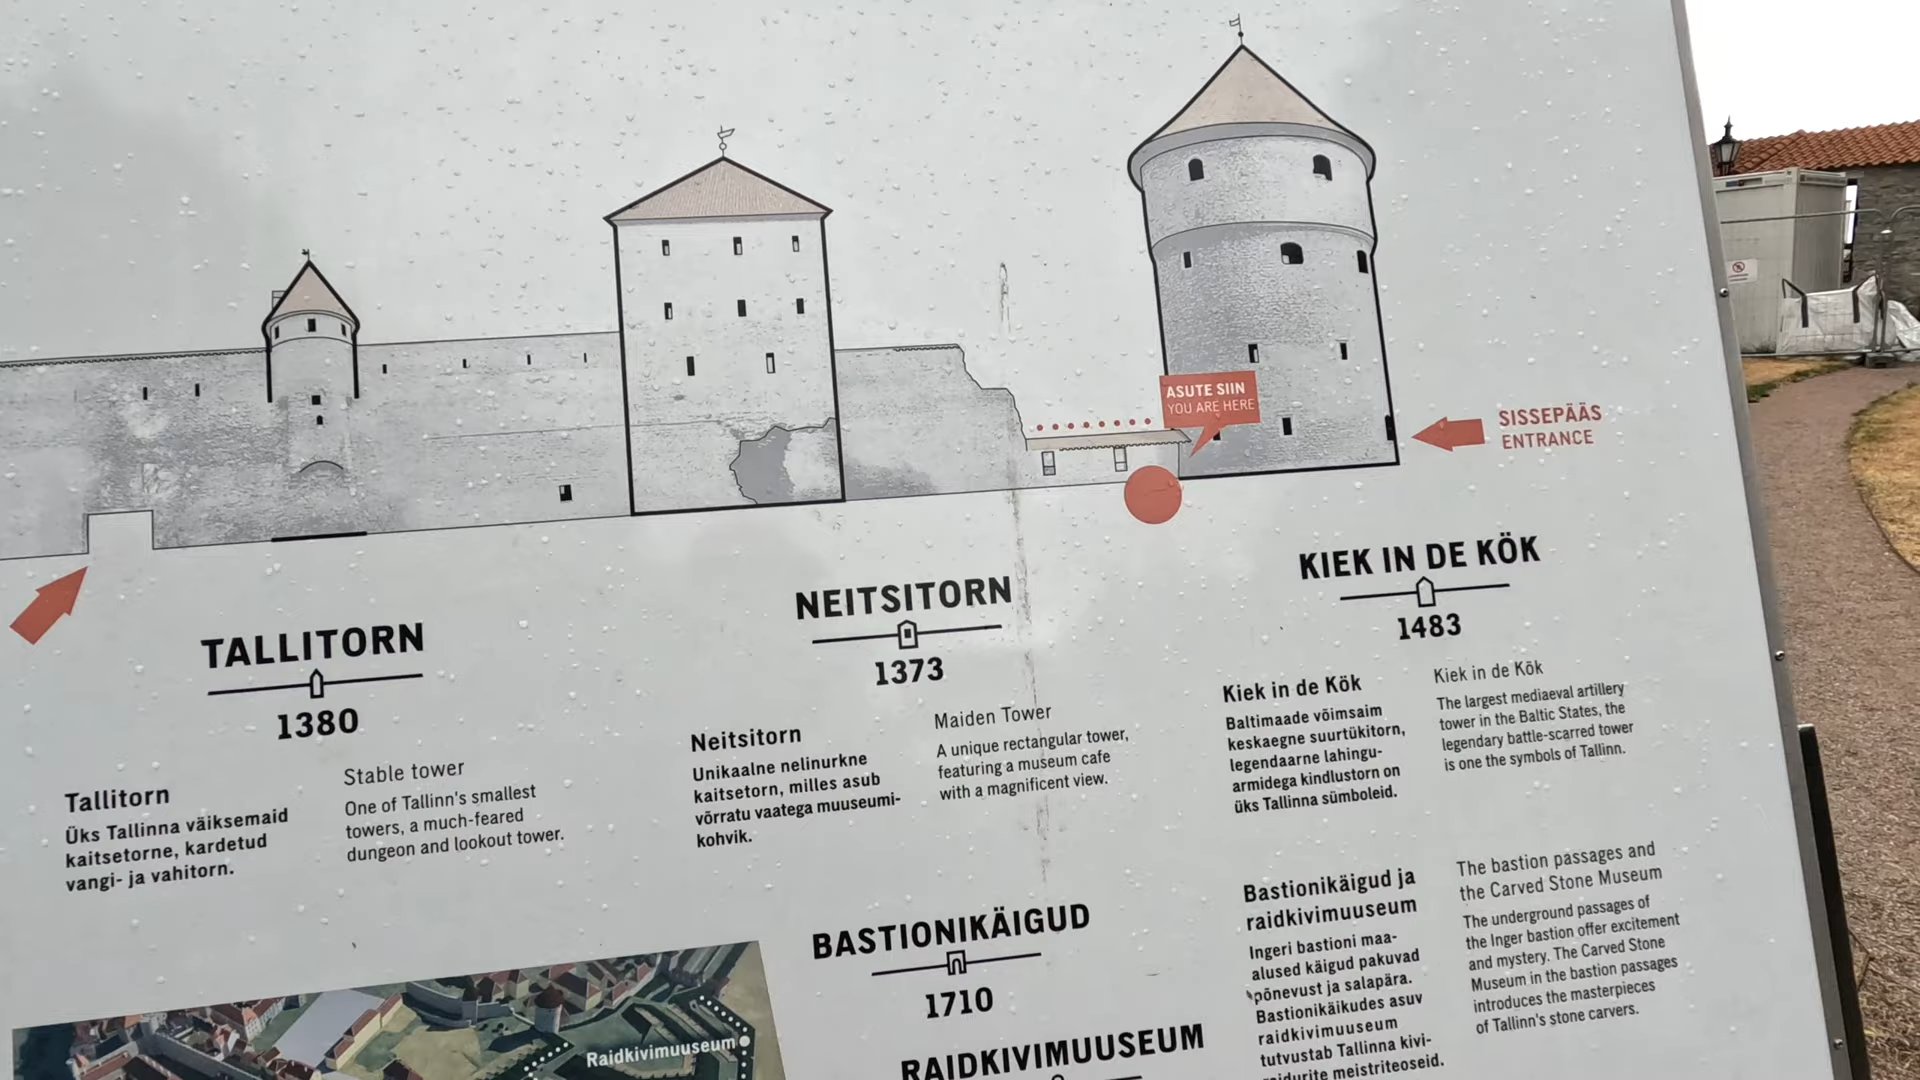 ASUTE SIIN
YOU ARE HERE
SISSEPÄÄS
ENTRANCE
TALLITORN
1380
Tallitorn
Üks Tallinna väiksemaid
kaitsetorne, kardetud
vangi- ja vahitorn.
Stable tower
One of Tallinn's smallest
towers, a much-feared
dungeon and lookout tower.
NEITSITORN
1373
Neitsitorn
Unikaalne nelinurkne
kaitsetorn, milles asub
võrratu vaatega muuseumi-
kohvik.
Maiden Tower
A unique rectangular tower,
featuring a museum cafe
with a magnificent view.
KIEK IN DE KÖK
1483
Kiek in de Kök
Baltimaade võimsaim
keskaegne suurtükitorn,
legendaarne lahingu-
armidega kindlustorn on
üks Tallinna sümboleid.
Kiek in de Kök
The largest mediaeval artillery
tower in the Baltic States, the
legendary battle-scarred tower
is one the symbols of Tallinn.
BASTIONIKÄIGUD
1710
RAIDKIVIMUUSEUM
Bastionikäigud ja
raidkivimuuseum
Ingeri bastioni maa-
alused käigud pakuvad
põnevust ja salapära.
Bastionikäikudes asuv
raidkivimuuseum
tutvustab Tallinna kivi-
raidurite meistriteoseid.
The bastion passages and
the Carved Stone Museum
The underground passages of
the Inger bastion offer excitement
and mystery. The Carved Stone
Museum in the bastion passages
introduces the masterpieces
of Tallinn's stone carvers.
Raidkivimuuseum